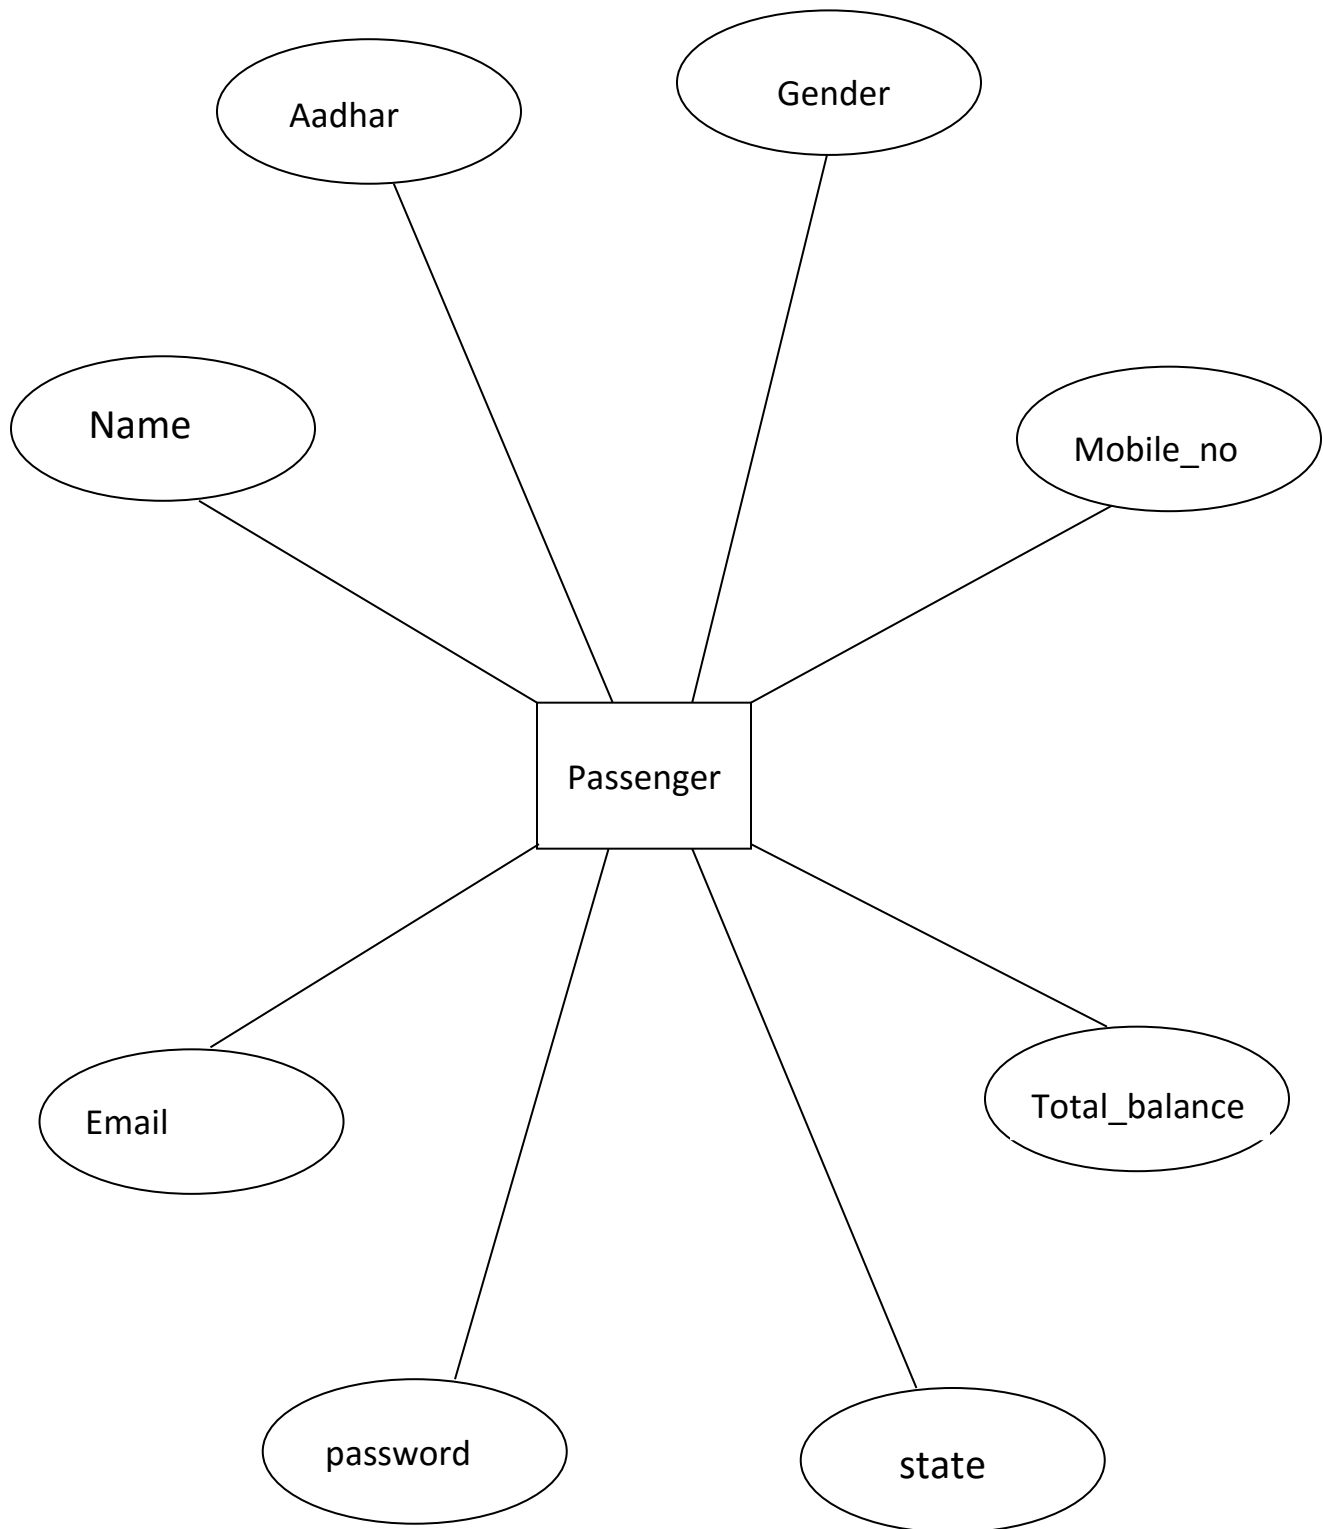 Gender
Aadhar
Name
Mobile_no
Passenger
Total_balance
Email
password
state